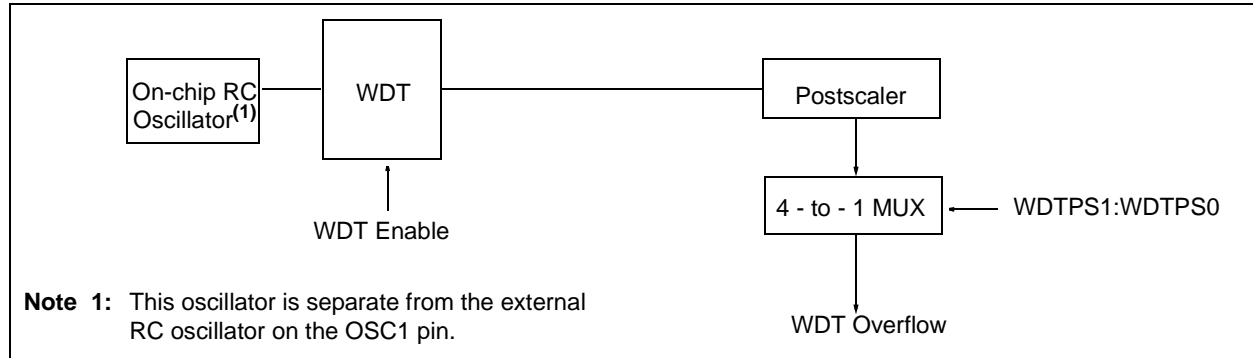 On-chip RC
Oscillator(1)
WDT
Postscaler
4 - to - 1 MUX
WDTPS1:WDTPS0
WDT Enable
Note 1: This oscillator is separate from the external
RC oscillator on the OSC1 pin.
WDT Overflow